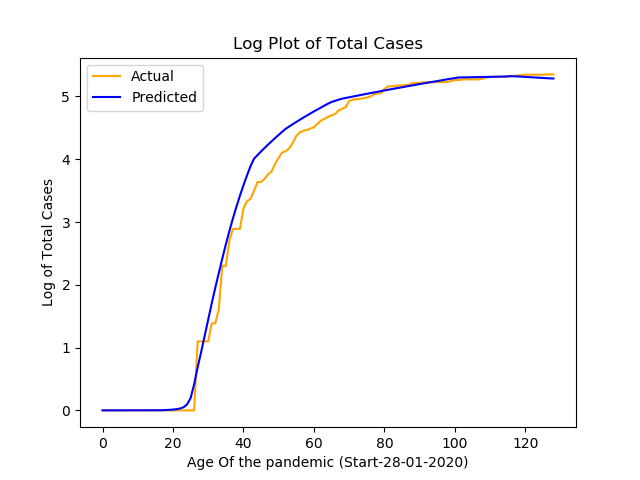 Log Plot of Total Cases
Actual
Predicted
5
4
3
2
1
0
Log of Total Cases
0 20 40 60 80 100 120
Age Of the pandemic (Start-28-01-2020)